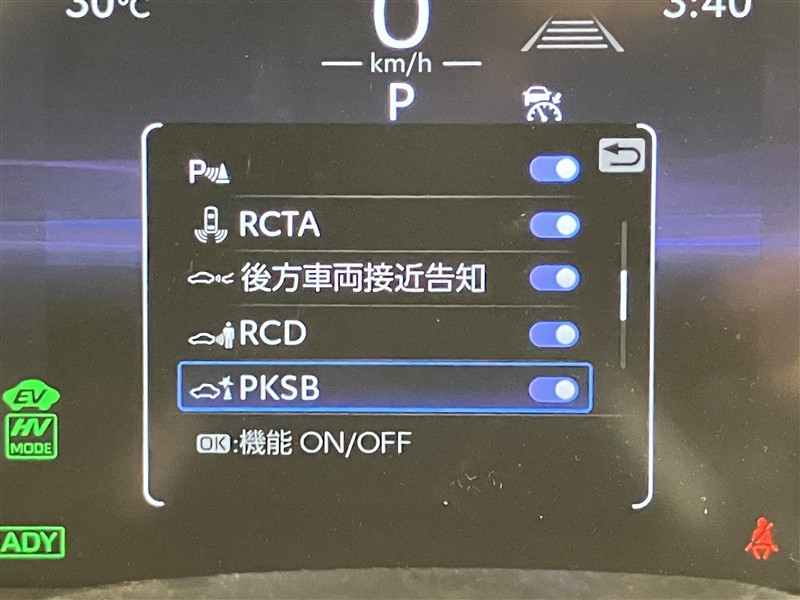 30℃
0
3:40
km/h
P
P
RCTA
後方車両接近告知
RCD
PKSB
OK:機能 ON/OFF
EV
HV
MODE
ADY